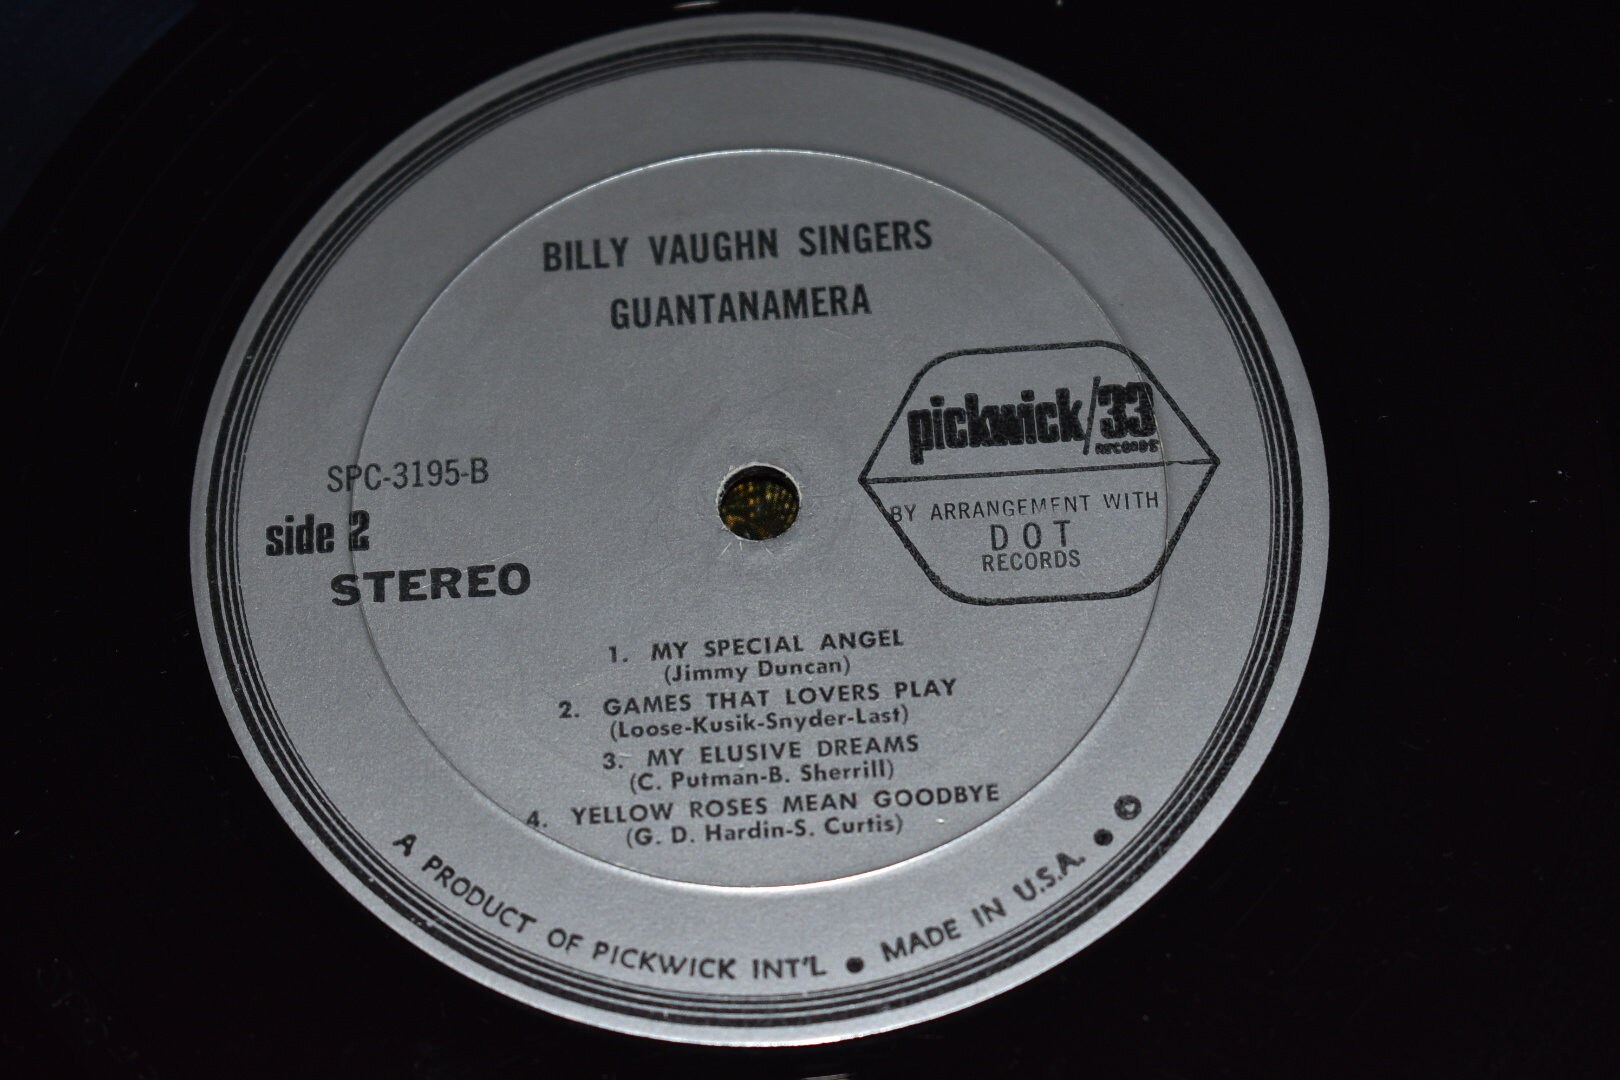 BILLY VAUGHN SINGERS
GUANTANAMERA
pickwick/33
RECORDS
BY ARRANGEMENT WITH
DOT
RECORDS
SPC-3195-B
side 2
STEREO
1. MY SPECIAL ANGEL
(Jimmy Duncan)
2. GAMES THAT LOVERS PLAY
(Loose-Kusik-Snyder-Last)
3. MY ELUSIVE DREAMS
(C. Putman-B. Sherrill)
4. YELLOW ROSES MEAN GOODBYE
(G. D. Hardin-S. Curtis)
A PRODUCT OF PICKWICK INT'L ● MADE IN U.S.A. ● ©